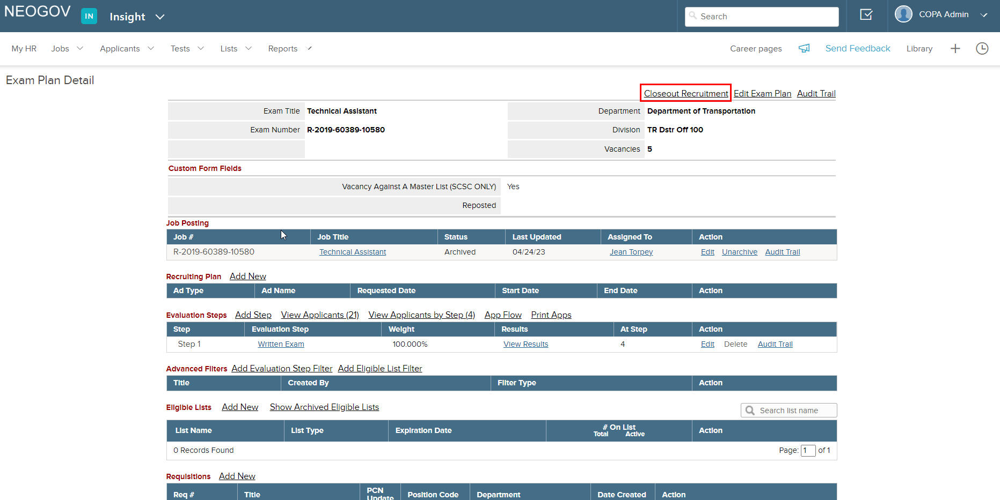 NEOGOV IN Insight Search COPA Admin
My HR Jobs Applicants Tests Lists Reports Career pages Send Feedback Library
Exam Plan Detail
Closeout Recruitment Edit Exam Plan Audit Trail
Exam Title Technical Assistant Department Department of Transportation
Exam Number R-2019-60389-10580 Division TR Dstr Off 100
Vacancies 5
Custom Form Fields
Vacancy Against A Master List (SCSC ONLY) Yes
Reposted
Job Posting
Job # Job Title Status Last Updated Assigned To Action
R-2019-60389-10580 Technical Assistant Archived 04/24/23 Jean Torpey Edit Unarchive Audit Trail
Recruiting Plan Add New
Ad Type Ad Name Requested Date Start Date End Date Action
Evaluation Steps Add Step View Applicants (21) View Applicants by Step (4) App Flow Print Apps
Step Evaluation Step Weight Results At Step Action
Step 1 Written Exam 100.000% View Results 4 Edit Delete Audit Trail
Advanced Filters Add Evaluation Step Filter Add Eligible List Filter
Title Created By Filter Type Action
Eligible Lists Add New Show Archived Eligible Lists Search list name
List Name List Type Expiration Date # On List Action
Total Active
0 Records Found Page: 1 of 1
Requisitions Add New
Req # Title PCN Update Position Code Department Date Created Action